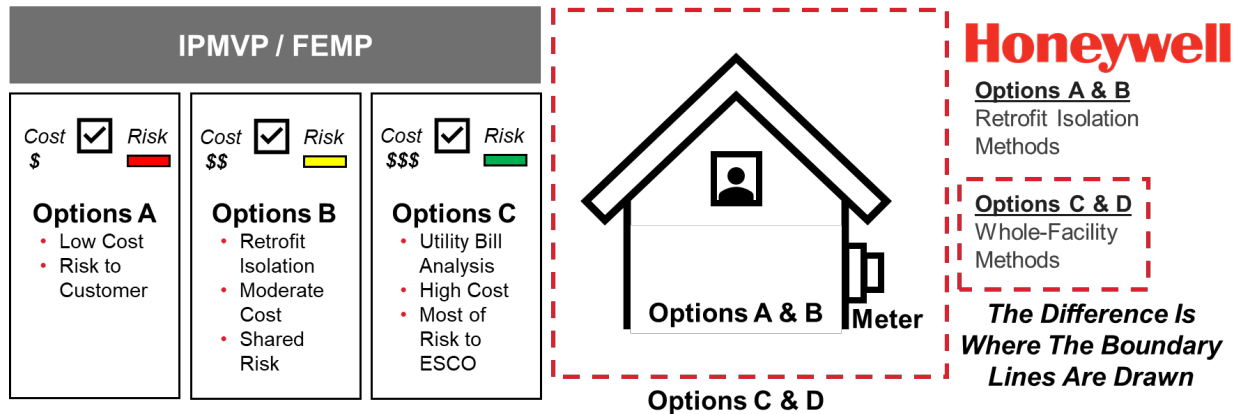 IPMVP / FEMP
Cost
$
Risk
Options A
• Low Cost
• Risk to
Customer
Cost
$$
Risk
Options B
• Retrofit
Isolation
• Moderate
Cost
• Shared
Risk
Cost
$$$
Risk
Options C
• Utility Bill
Analysis
• High Cost
• Most of
Risk to
ESCO
Options A & B
Meter
Options C & D
Honeywell
Options A & B
Retrofit Isolation
Methods
Options C & D
Whole-Facility
Methods
The Difference Is
Where The Boundary
Lines Are Drawn